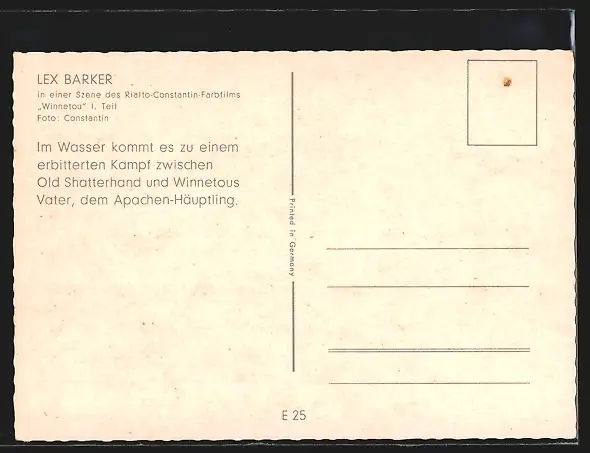 LEX BARKER
in einer Szene des Rialto-Constantin-Farbfilms
„Winnetou“ I. Teil
Foto: Constantin
Im Wasser kommt es zu einem
erbitterten Kampf zwischen
Old Shatterhand und Winnetous
Vater, dem Apachen-Häuptling.
Printed in Germany
E 25